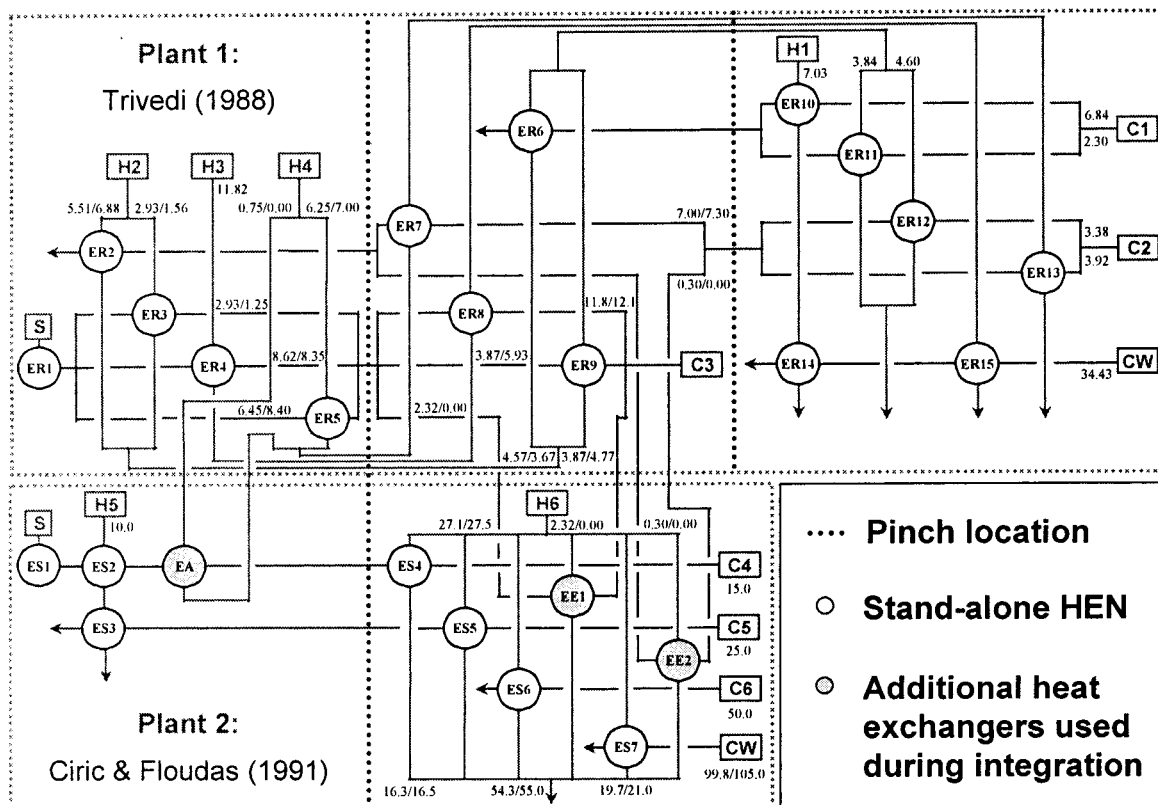 Plant 1:
Trivedi (1988)
H2
H3
H4
11.82
5.51/6.88
2.93/1.56
0.75/0.00
6.25/7.00
ER2
ER3
2.93/1.25
S
ER1
ER4
8.62/8.35
6.45/8.40
ER5
ER6
ER7
7.00/7.30
0.30/0.00
ER8
11.8/12.1
3.87/5.93
ER9
C3
2.32/0.00
4.57/3.67
3.87/4.77
H1
7.03
3.84
4.60
ER10
6.84
C1
2.30
ER11
ER12
3.38
C2
3.92
ER13
ER14
ER15
CW
34.43
S
H5
10.0
ES1
ES2
EA
ES3
Plant 2:
Ciric & Floudas (1991)
H6
27.1/27.5
2.32/0.00
0.30/0.00
ES4
C4
15.0
EE1
ES5
C5
25.0
EE2
ES6
C6
50.0
ES7
CW
99.8/105.0
16.3/16.5
54.3/55.0
19.7/21.0
Pinch location
Stand-alone HEN
Additional heat
exchangers used
during integration